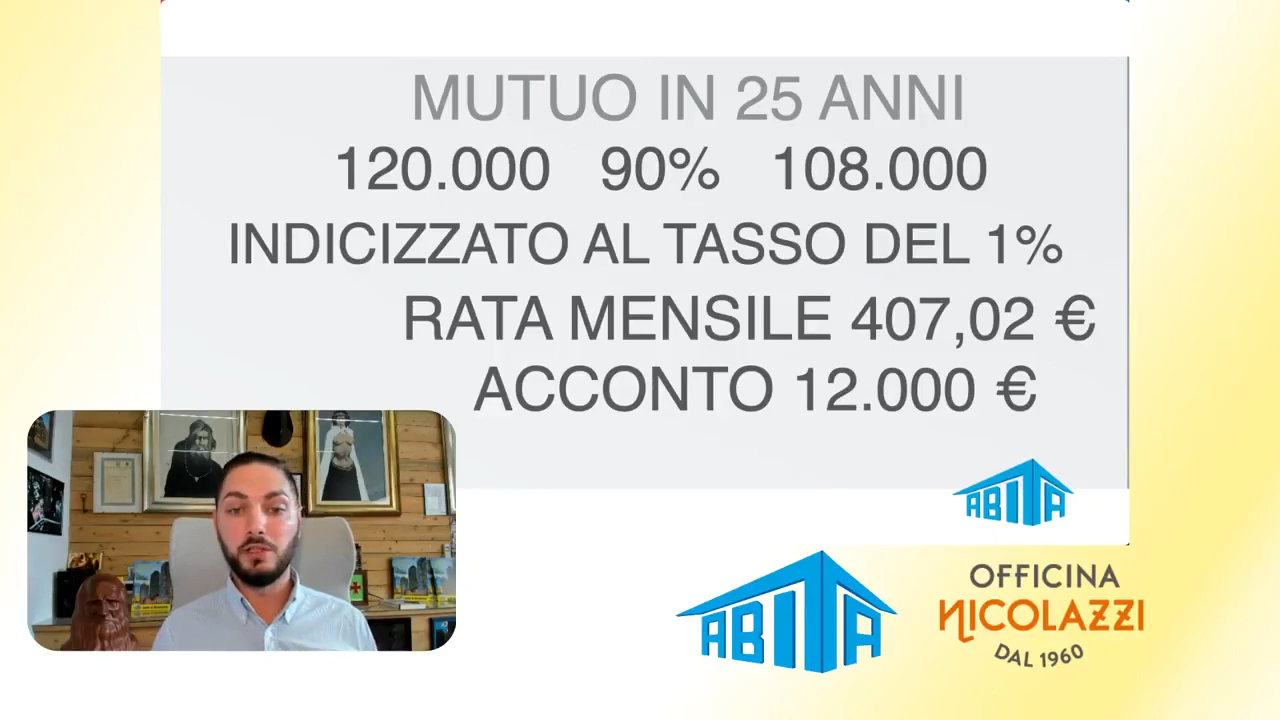 MUTUO IN 25 ANNI
120.000 90% 108.000
INDICIZZATO AL TASSO DEL 1%
RATA MENSILE 407,02 €
ACCONTO 12.000 €
ABITA
ABITA
OFFICINA
NICOLAZZI
DAL 1960